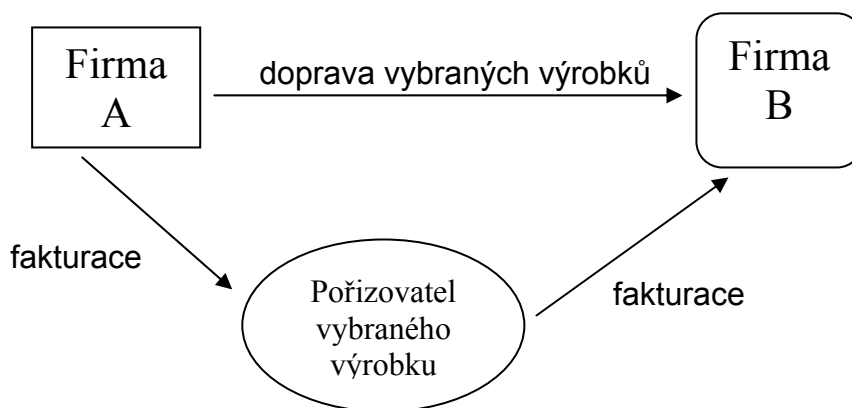 Firma
A
doprava vybraných výrobků
Firma
B
fakturace
Pořizovatel
vybraného
výrobku
fakturace